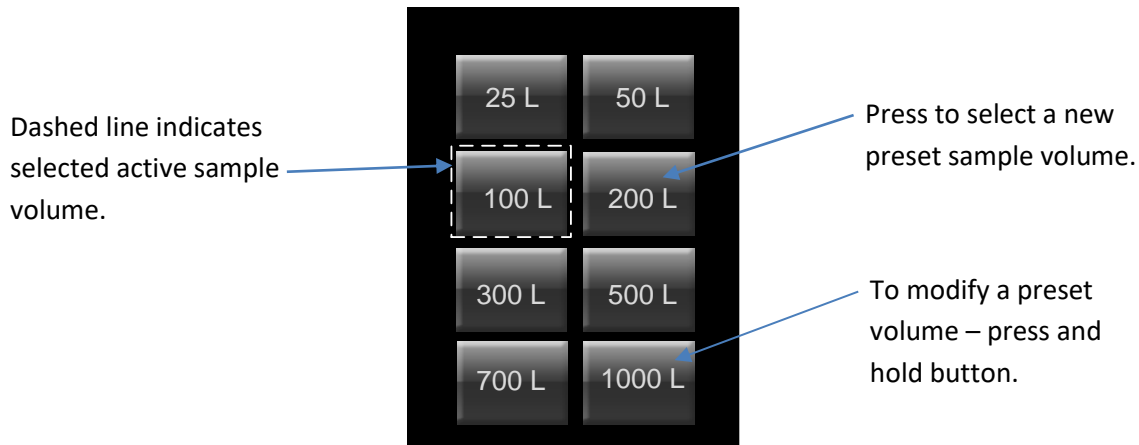 Dashed line indicates
selected active sample
volume.
25 L
50 L
100 L
200 L
300 L
500 L
700 L
1000 L
Press to select a new
preset sample volume.
To modify a preset
volume – press and
hold button.